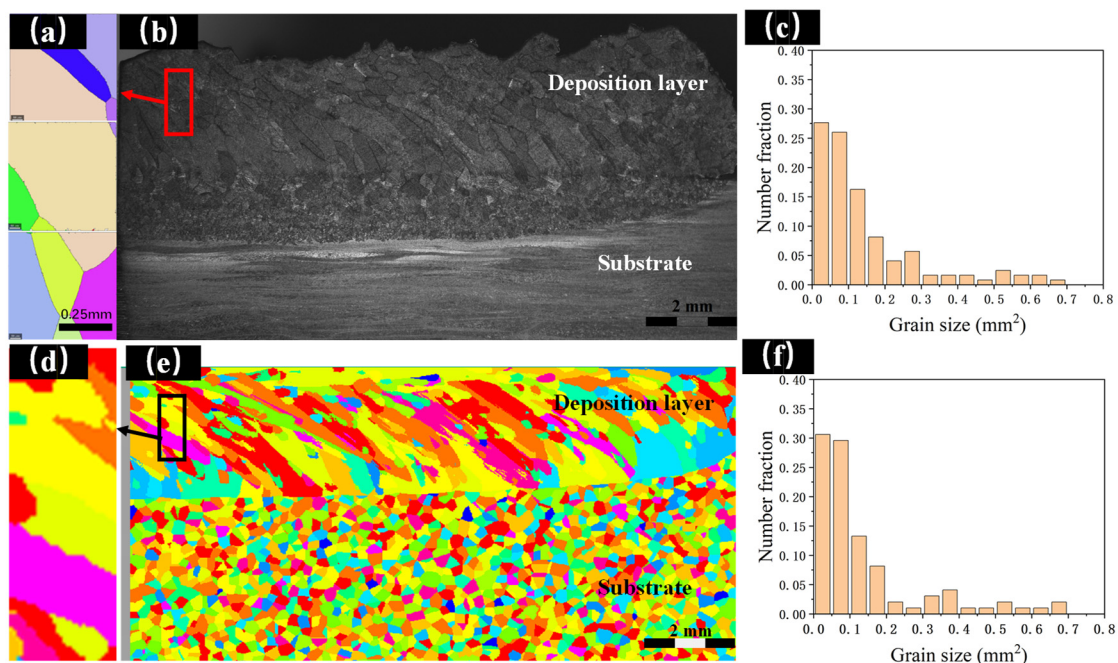 (a)
(b)
Deposition layer
Substrate
0.25mm
2 mm
(c)
0.40
0.35
0.30
0.25
0.20
0.15
0.10
0.05
0.00
Number fraction
0.0 0.1 0.2 0.3 0.4 0.5 0.6 0.7 0.8
Grain size (mm²)
(d)
(e)
Deposition layer
Substrate
2 mm
(f)
0.40
0.35
0.30
0.25
0.20
0.15
0.10
0.05
0.00
Number fraction
0.0 0.1 0.2 0.3 0.4 0.5 0.6 0.7 0.8
Grain size (mm²)